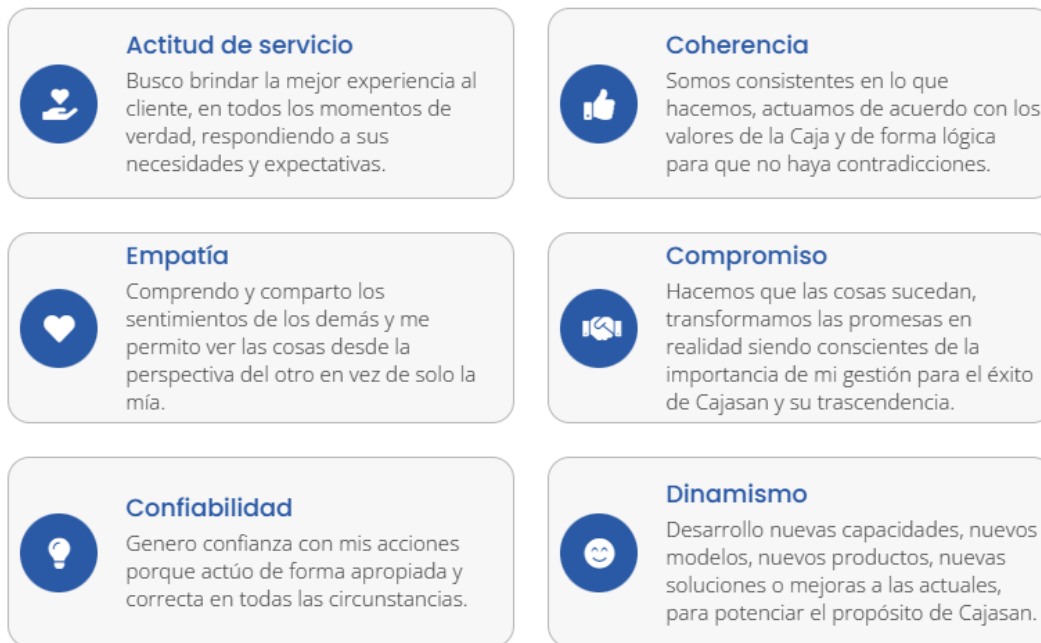 Actitud de servicio
Busco brindar la mejor experiencia al
cliente, en todos los momentos de
verdad, respondiendo a sus
necesidades y expectativas.
Coherencia
Somos consistentes en lo que
hacemos, actuamos de acuerdo con los
valores de la Caja y de forma lógica
para que no haya contradicciones.
Empatía
Comprendo y comparto los
sentimientos de los demás y me
permito ver las cosas desde la
perspectiva del otro en vez de solo la
mía.
Compromiso
Hacemos que las cosas sucedan,
transformamos las promesas en
realidad siendo conscientes de la
importancia de mi gestión para el éxito
de Cajasan y su trascendencia.
Confiabilidad
Genero confianza con mis acciones
porque actúo de forma apropiada y
correcta en todas las circunstancias.
Dinamismo
Desarrollo nuevas capacidades, nuevos
modelos, nuevos productos, nuevas
soluciones o mejoras a las actuales,
para potenciar el propósito de Cajasan.